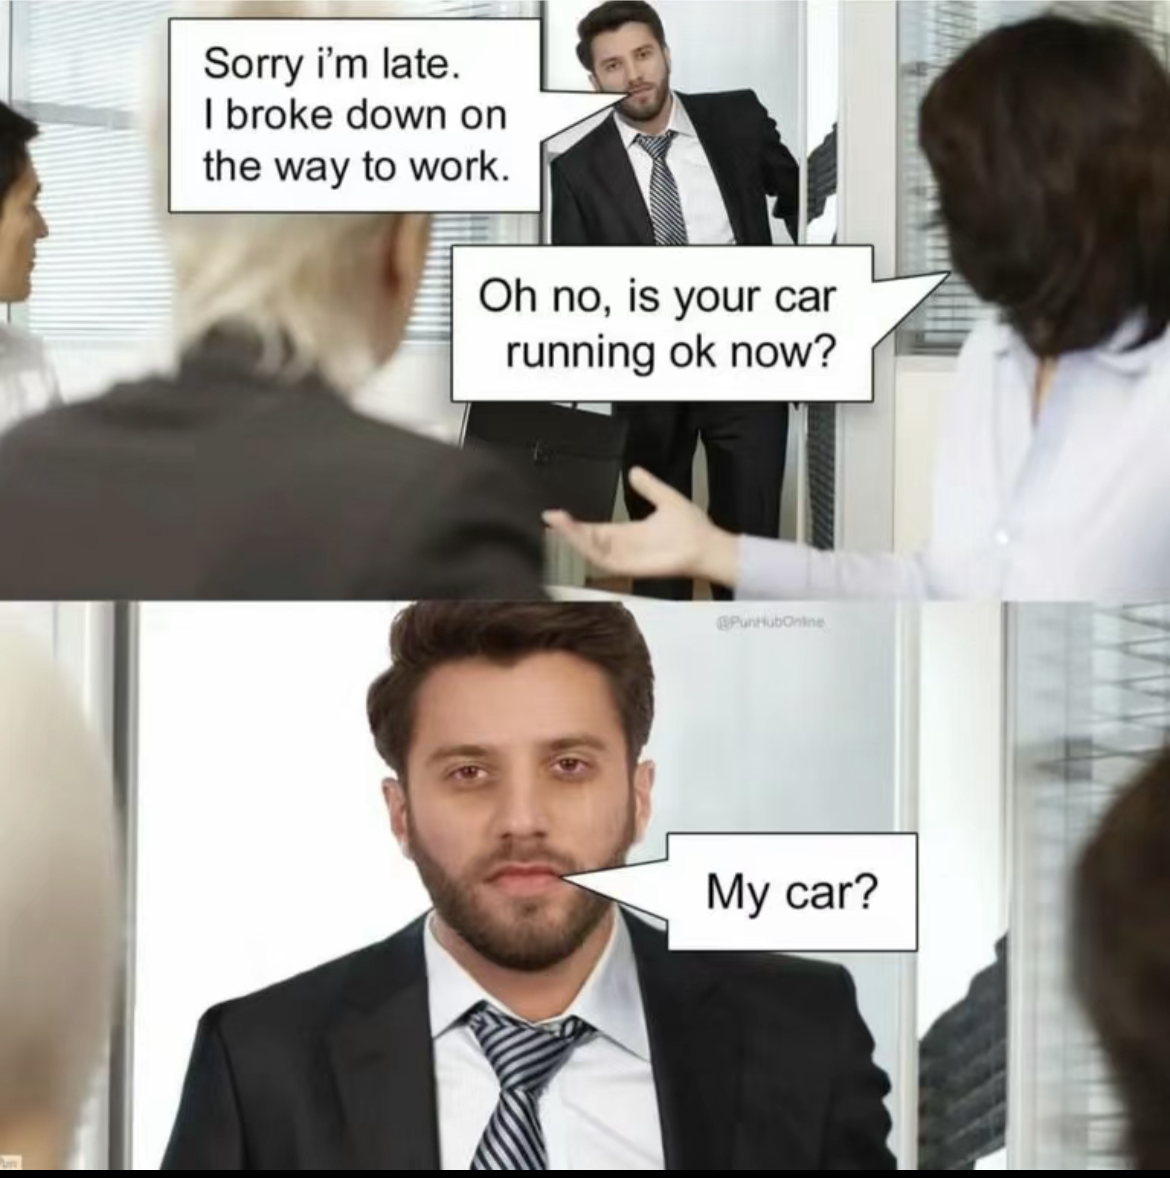 Sorry i'm late.
I broke down on
the way to work.
Oh no, is your car
running ok now?
@PunHubOnline
My car?